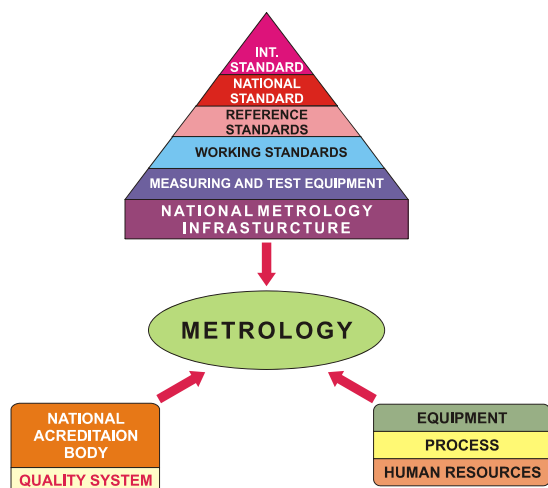 INT.
STANDARD
NATIONAL
STANDARD
REFERENCE
STANDARDS
WORKING STANDARDS
MEASURING AND TEST EQUIPMENT
NATIONAL METROLOGY
INFRASTURCTURE
METROLOGY
NATIONAL
ACREDITAION
BODY
QUALITY SYSTEM
EQUIPMENT
PROCESS
HUMAN RESOURCES